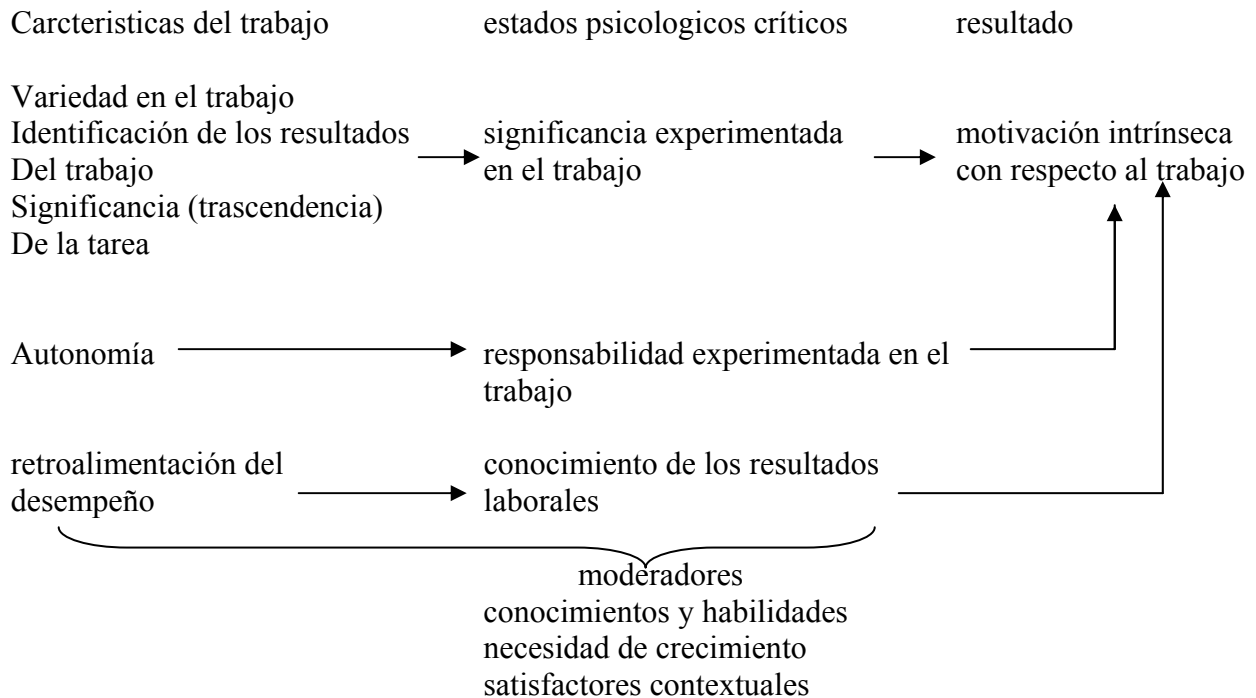 Carcteristicas del trabajo estados psicologicos críticos resultado
Variedad en el trabajo
Identificación de los resultados significancia experimentada motivación intrínseca
Del trabajo en el trabajo con respecto al trabajo
Significancia (trascendencia)
De la tarea
Autonomía responsabilidad experimentada en el
trabajo
retroalimentación del conocimiento de los resultados
desempeño laborales
moderadores
conocimientos y habilidades
necesidad de crecimiento
satisfactores contextuales